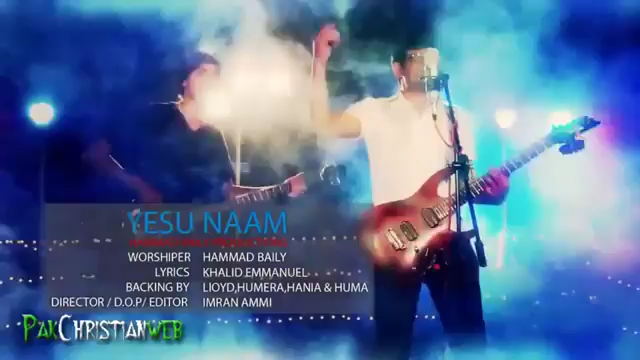 YESU NAAM
WORSHIPER HAMMAD BAILY
LYRICS KHALID EMMANUEL
BACKING BY LIOYD,HUMERA,HANIA & HUMA
DIRECTOR / D.O.P/ EDITOR IMRAN AMMI
PAKCHRISTIANWEB